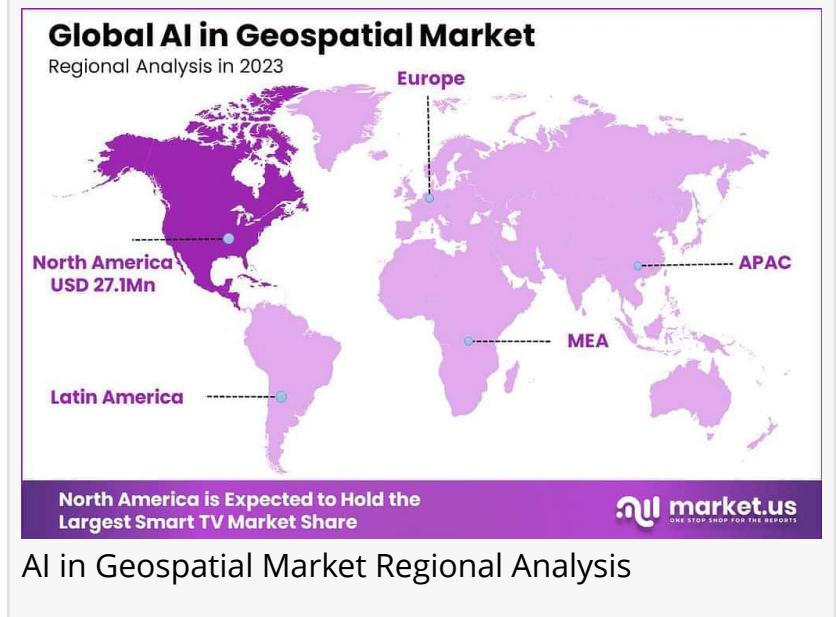 Global AI in Geospatial Market
Regional Analysis in 2023
Europe
North America
USD 27.1Mn
APAC
MEA
Latin America
North America is Expected to Hold the
Largest Smart TV Market Share
market.us
ONE STOP SHOP FOR THE REPORTS
AI in Geospatial Market Regional Analysis